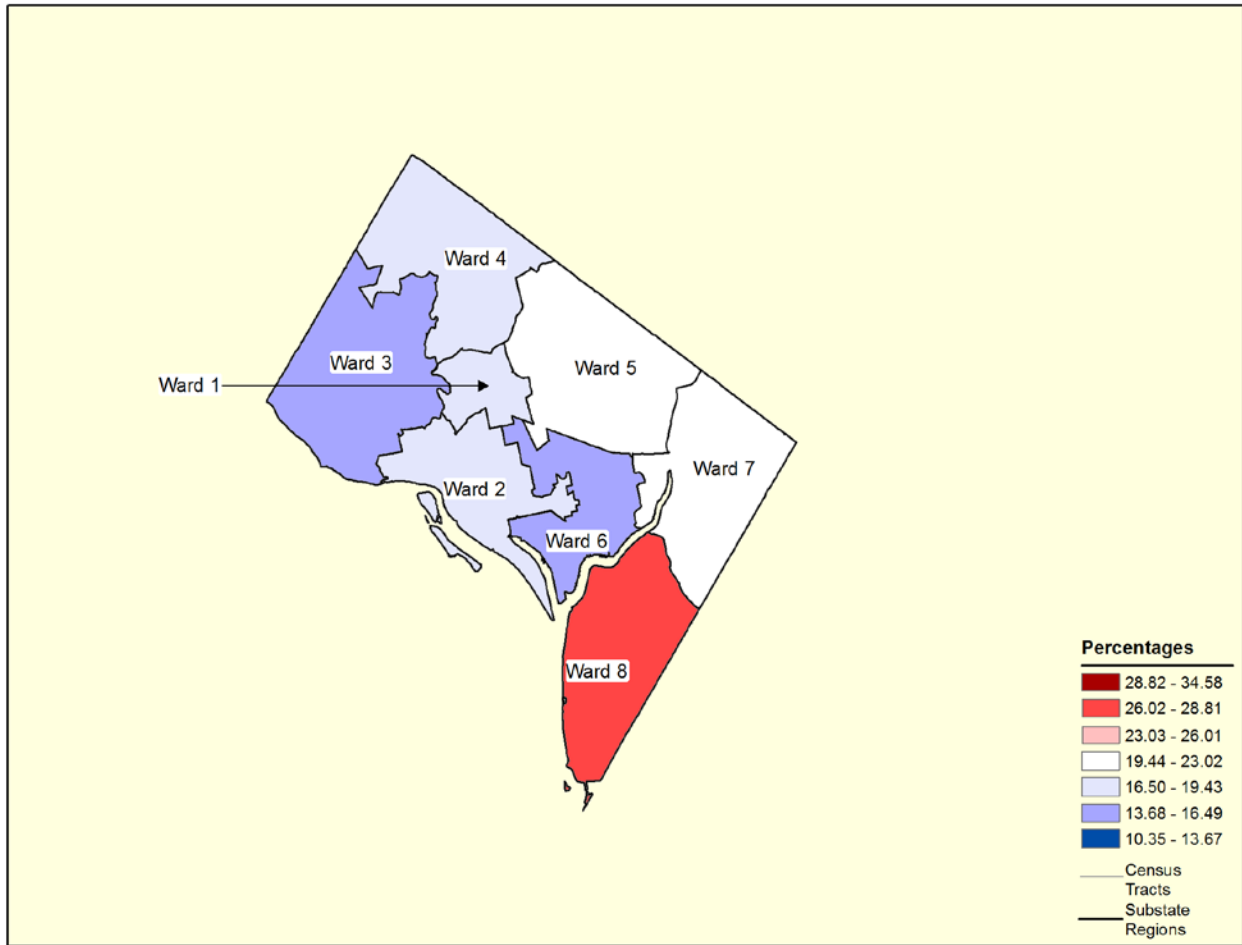 Ward 4
Ward 3
Ward 5
Ward 1
Ward 7
Ward 2
Ward 6
Ward 8
Percentages
28.82 - 34.58
26.02 - 28.81
23.03 - 26.01
19.44 - 23.02
16.50 - 19.43
13.68 - 16.49
10.35 - 13.67
Census
Tracts
Substate
Regions